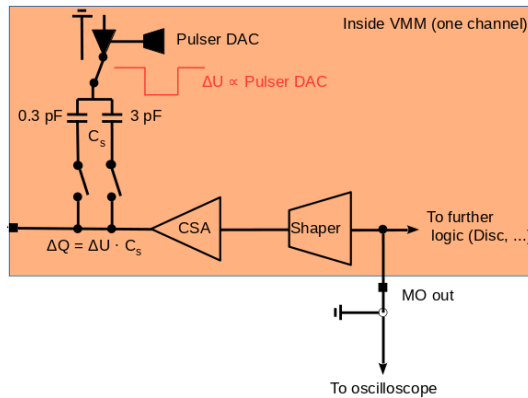 Inside VMM (one channel)
Pulser DAC
ΔU ∝ Pulser DAC
0.3 pF
3 pF
Cs
CSA
Shaper
To further
logic (Disc, ...)
ΔQ = ΔU · Cs
MO out
To oscilloscope